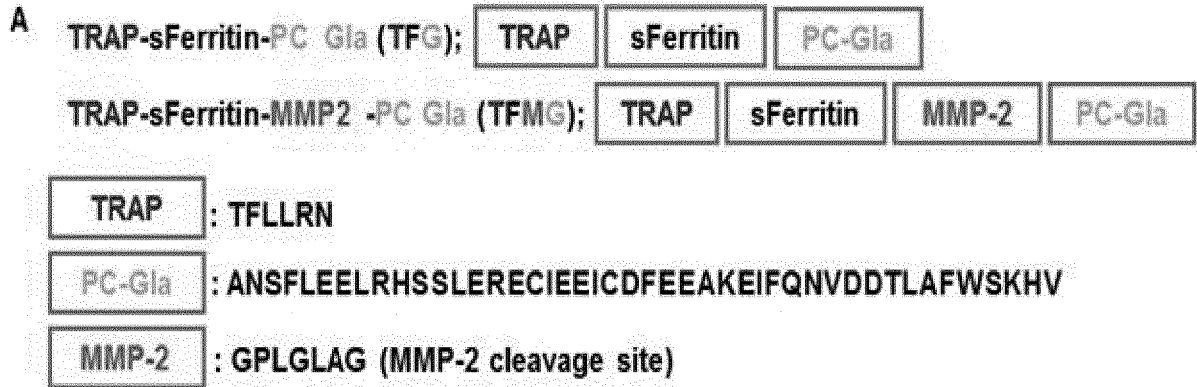 A
TRAP-sFerritin-PC Gla (TFG); TRAP sFerritin PC-Gla
TRAP-sFerritin-MMP2 -PC Gla (TFMG); TRAP sFerritin MMP-2 PC-Gla
TRAP : TFLLRN
PC-Gla : ANSFLEELRHSSLERECIEEICDFEEAKEIFQNVDDTLAFWSKHV
MMP-2 : GPLGLAG (MMP-2 cleavage site)